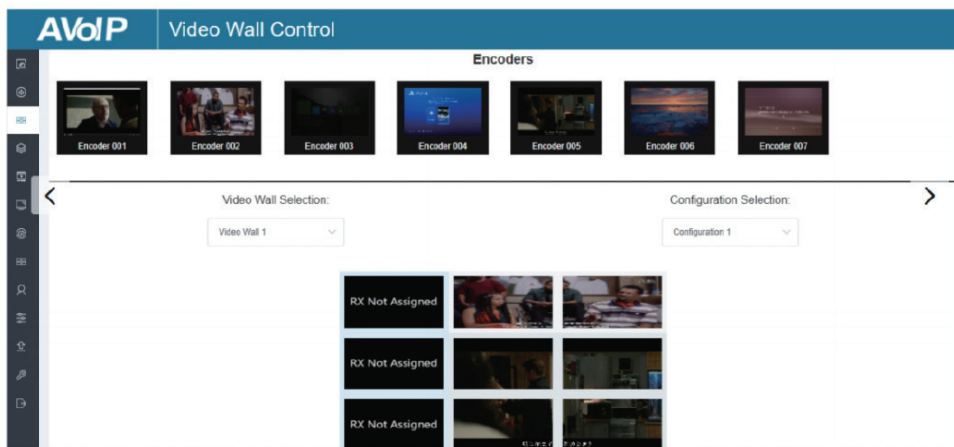 AVoIP
Video Wall Control
Encoders
Encoder 001
Encoder 002
Encoder 003
Encoder 004
Encoder 005
Encoder 006
Encoder 007
Video Wall Selection:
Configuration Selection:
Video Wall 1
Configuration 1
RX Not Assigned
RX Not Assigned
RX Not Assigned